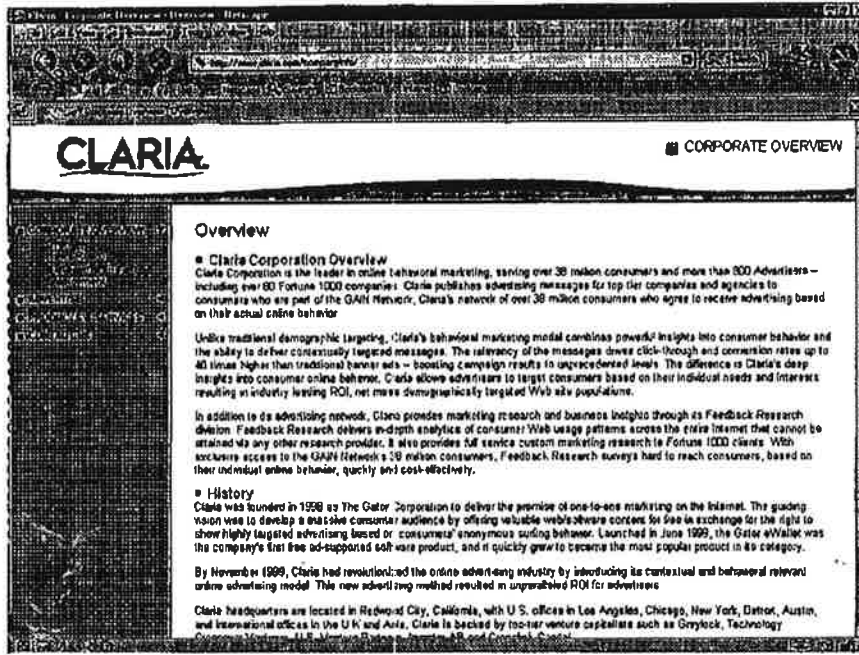 CLARIA
CORPORATE OVERVIEW
Overview
Claria Corporation Overview
Claria Corporation is the leader in online behavioral marketing, serving over 38 million consumers and more than 900 Advertisers –
including over 80 Fortune 1000 companies. Claria publishes advertising messages for top tier companies and agencies to
consumers who are part of the GAIN Network, Claria's network of over 38 million consumers who agree to receive advertising based
on their actual online behavior
Unlike traditional demographic targeting, Claria's behavioral marketing model combines powerful insights into consumer behavior and
the ability to deliver contextually targeted messages. The relevancy of the messages drives click-through and conversion rates up to
40 times higher than traditional banner ads – boosting campaign results to unprecedented levels. The difference is Claria's deep
insights into consumer online behavior. Claria allows advertisers to target consumers based on their individual needs and interests
resulting in industry leading ROI, not mass demographically targeted Web site populations.
In addition to its advertising network, Claria provides marketing research and business insights through its Feedback Research
division. Feedback Research delivers in-depth analytics of consumer Web usage patterns across the entire Internet that cannot be
attained via any other research provider. It also provides full service custom marketing research to Fortune 1000 clients. With
exclusive access to the GAIN Network's 38 million consumers, Feedback Research surveys hard to reach consumers, based on
their individual online behavior, quickly and cost-effectively.
History
Claria was founded in 1998 as The Gator Corporation to deliver the promise of one-to-one marketing on the Internet. The guiding
vision was to develop a massive consumer audience by offering valuable web/software content for free in exchange for the right to
show highly targeted advertising based on consumers' anonymous surfing behavior. Launched in June 1999, the Gator eWallet was
the company's first free ad-supported software product, and it quickly grew to become the most popular product in its category.
By November 1999, Claria had revolutionized the online advertising industry by introducing its contextual and behavioral relevant
online advertising model. This new advertising method resulted in unparalleled ROI for advertisers
Claria headquarters are located in Redwood City, California, with U.S. offices in Los Angeles, Chicago, New York, Detroit, Austin,
and international offices in the U.K and Asia. Claria is backed by top-tier venture capitalists such as Greylock, Technology